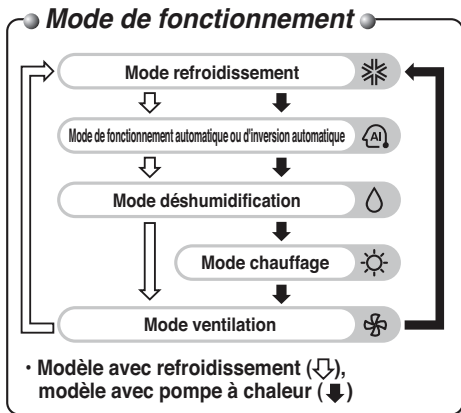 Mode de fonctionnement
Mode refroidissement
Mode de fonctionnement automatique ou d'inversion automatique
AI
Mode déshumidification
Mode chauffage
Mode ventilation
· Modèle avec refroidissement (⇩),
modèle avec pompe à chaleur (⬇)